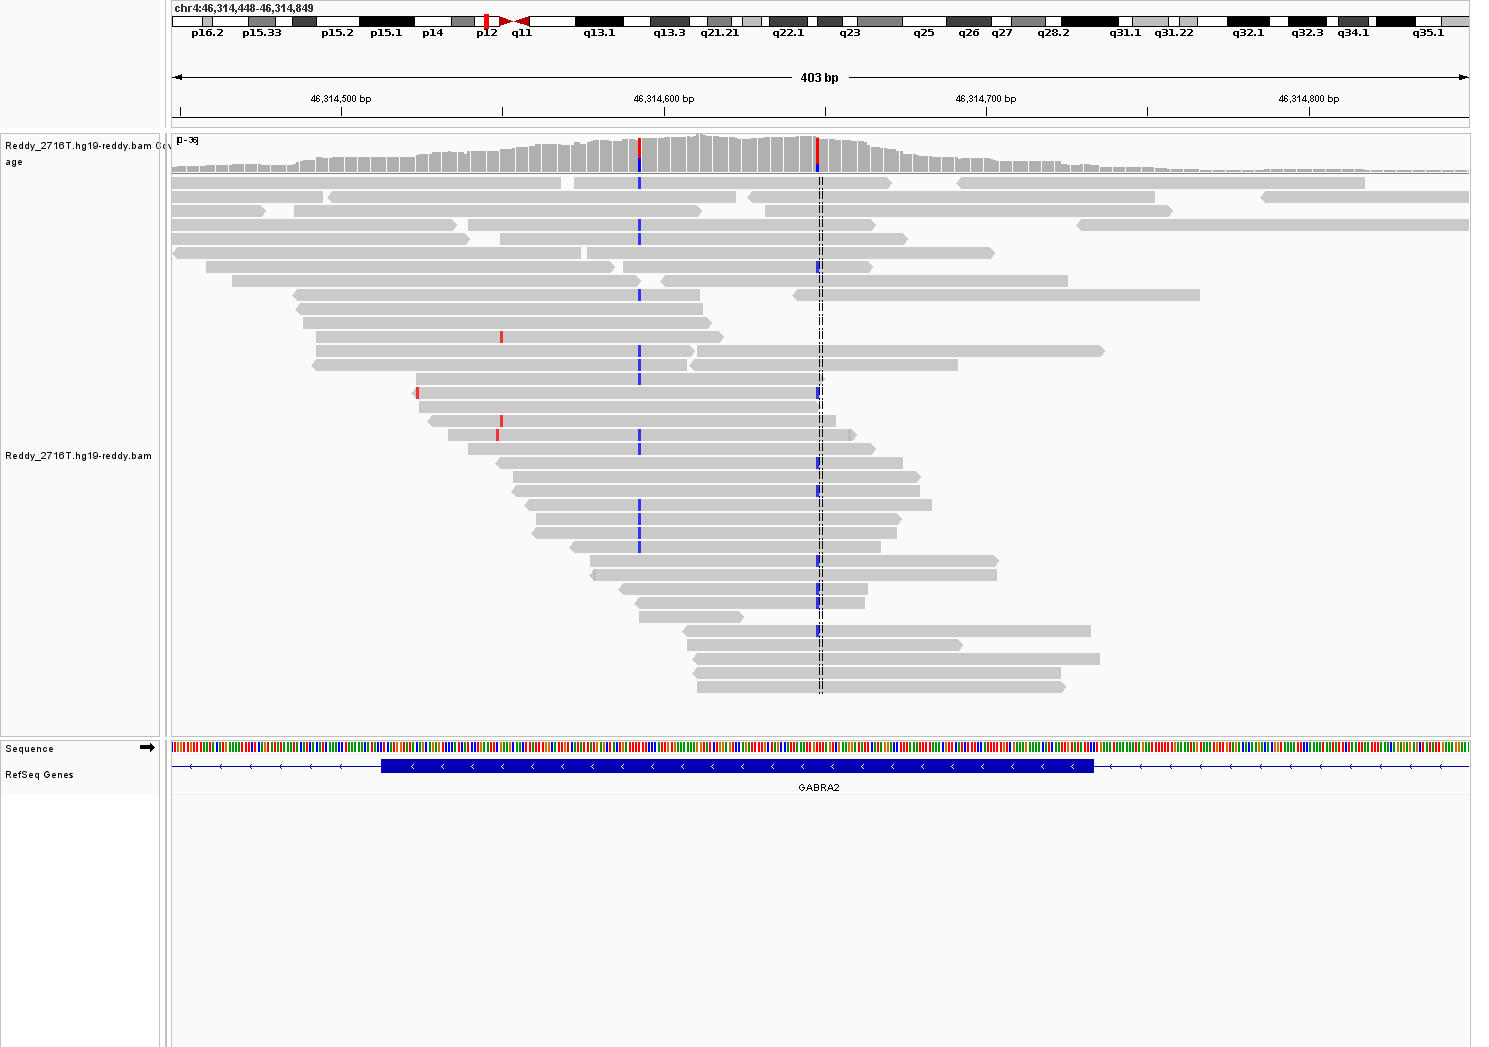 chr4:46,314,448-46,314,849
p16.2 p15.33 p15.2 p15.1 p14 p12 q11 q13.1 q13.3 q21.21 q22.1 q23 q25 q26 q27 q28.2 q31.1 q31.22 q32.1 q32.3 q34.1 q35.1
403 bp
46,314,500 bp 46,314,600 bp 46,314,700 bp 46,314,800 bp
[0 - 36]
Reddy_2716T.hg19-reddy.bam Cov
age
Reddy_2716T.hg19-reddy.bam
Sequence
RefSeq Genes
GABRA2